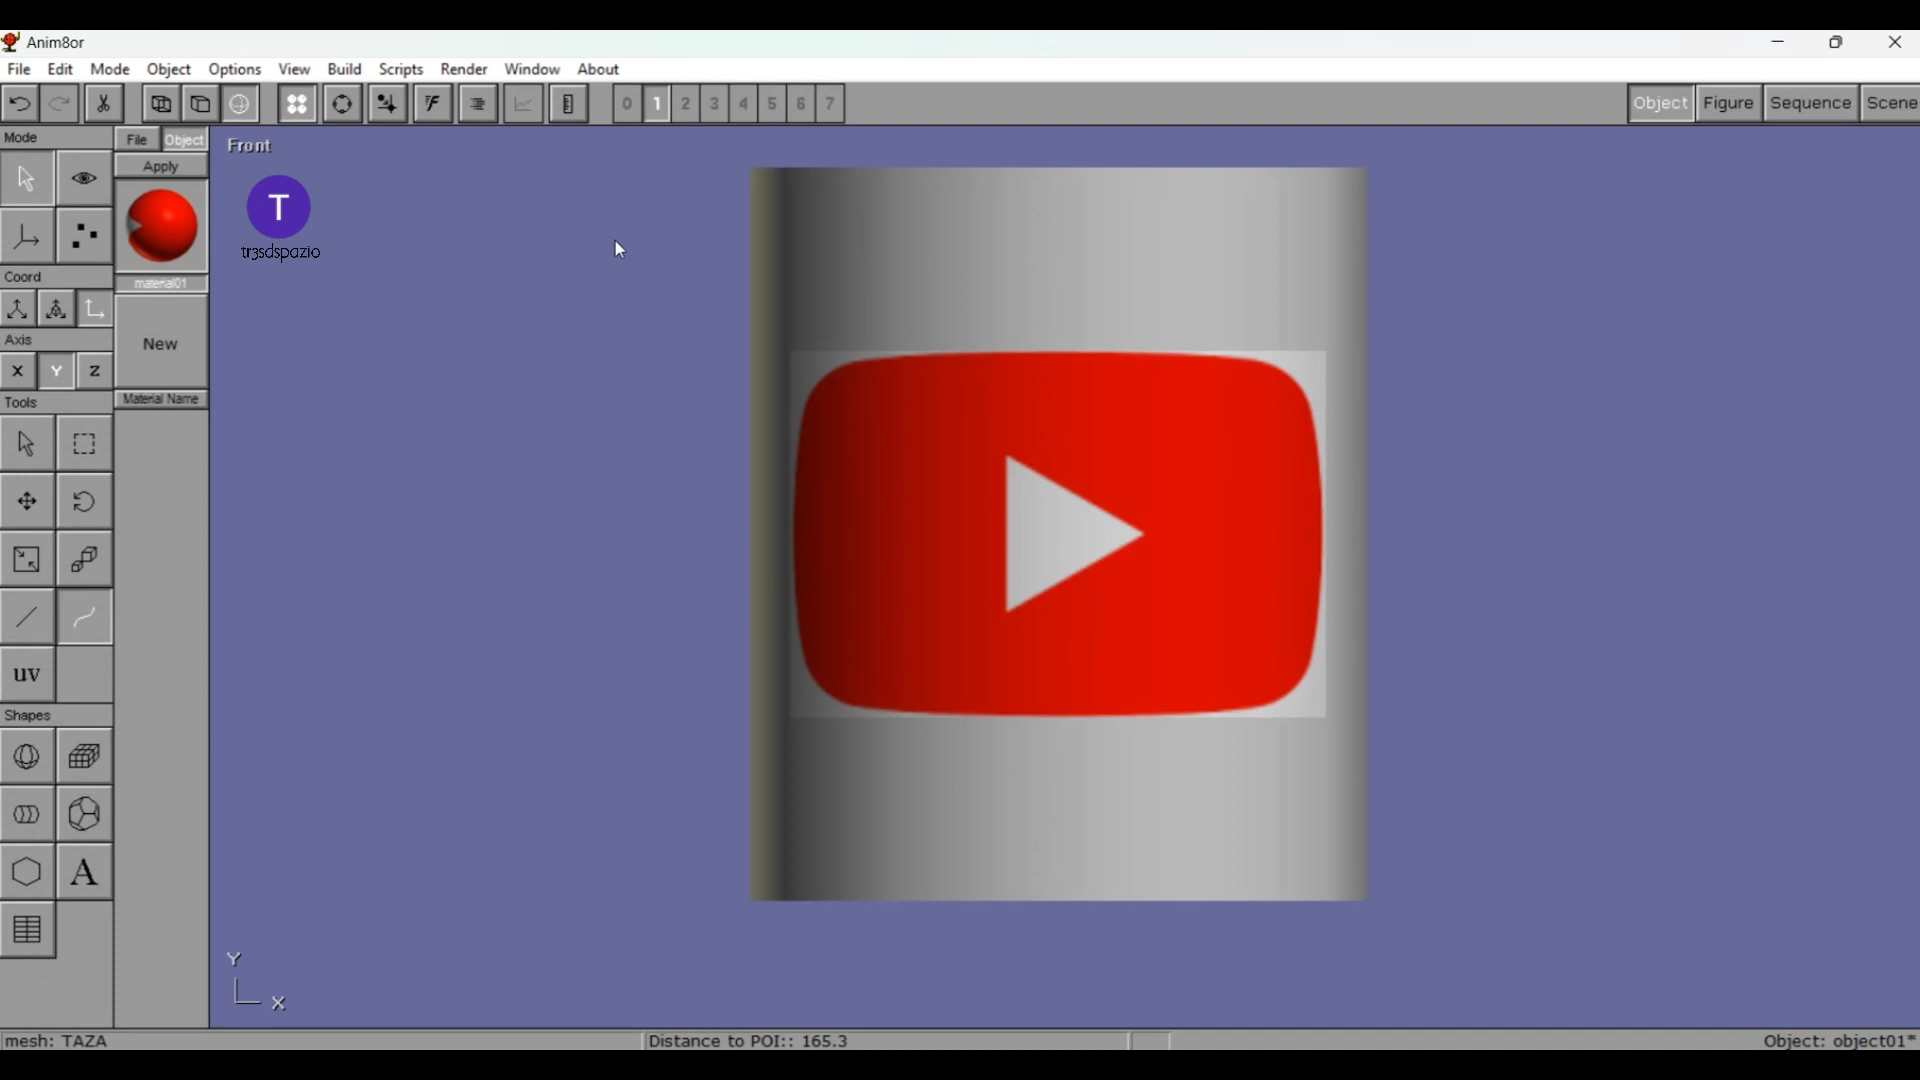 Anim8or
File Edit Mode Object Options View Build Scripts Render Window About
0 1 2 3 4 5 6 7
Object Figure Sequence Scene
Mode
File Object
Apply
material01
New
Material Name
Coord
Axis
X Y Z
Tools
uv
Shapes
A
Front
T
tr3sdspazio
Y
X
mesh: TAZA
Distance to POI:: 165.3
Object: object01*